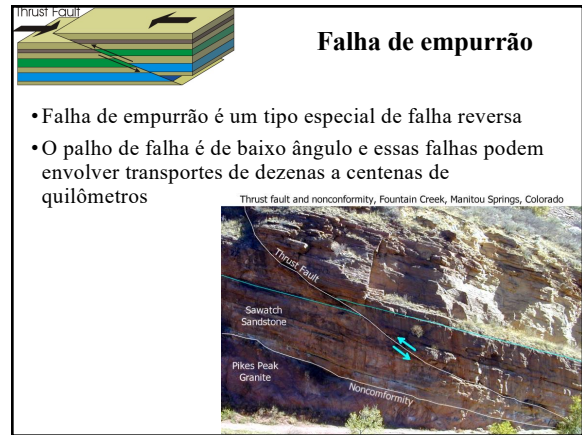 Thrust Fault
Falha de empurrão
•Falha de empurrão é um tipo especial de falha reversa
•O palho de falha é de baixo ângulo e essas falhas podem
envolver transportes de dezenas a centenas de
quilômetros
Thrust fault and nonconformity, Fountain Creek, Manitou Springs, Colorado
Thrust Fault
Sawatch
Sandstone
Pikes Peak
Granite
Noncomformity